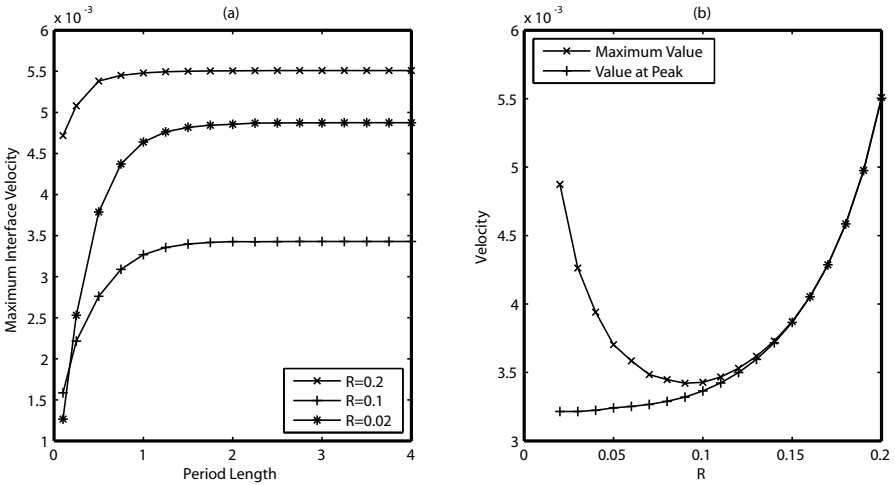 (a)
x 10 -3
6
5.5
5
4.5
4
3.5
3
2.5
2
1.5
1
Maximum Interface Velocity
R=0.2
R=0.1
R=0.02
0 1 2 3 4
Period Length
(b)
x 10 -3
6
5.5
5
4.5
4
3.5
3
Velocity
Maximum Value
Value at Peak
0 0.05 0.1 0.15 0.2
R